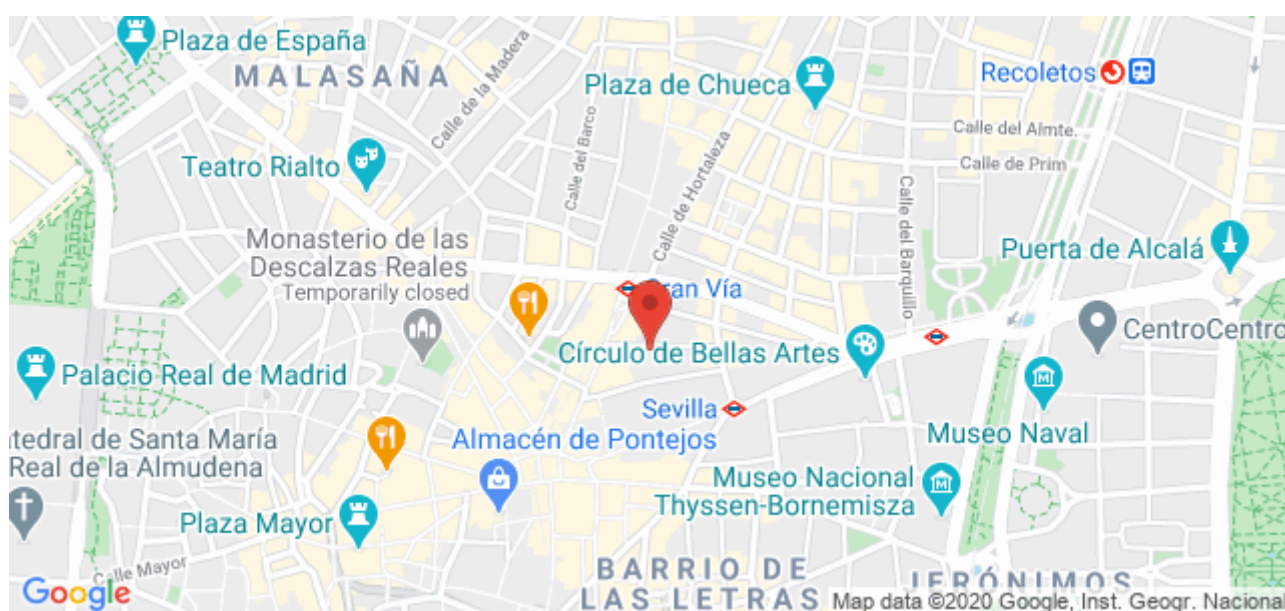 Plaza de España
MALASAÑA
Calle de la Madera
Plaza de Chueca
Recoletos
Calle del Almte.
Calle de Prim
Teatro Rialto
Calle del Barco
Calle de Hortaleza
Calle del Barquillo
Monasterio de las
Descalzas Reales
Temporarily closed
Puerta de Alcalá
Gran Vía
CentroCentro
Círculo de Bellas Artes
Palacio Real de Madrid
Sevilla
Almacén de Pontejos
Museo Naval
tedral de Santa María
Real de la Almudena
Museo Nacional
Thyssen-Bornemisza
Plaza Mayor
Calle Mayor
BARRIO DE
LAS LETRAS
JERÓNIMOS
Google
Map data ©2020 Google, Inst. Geogr. Naciona